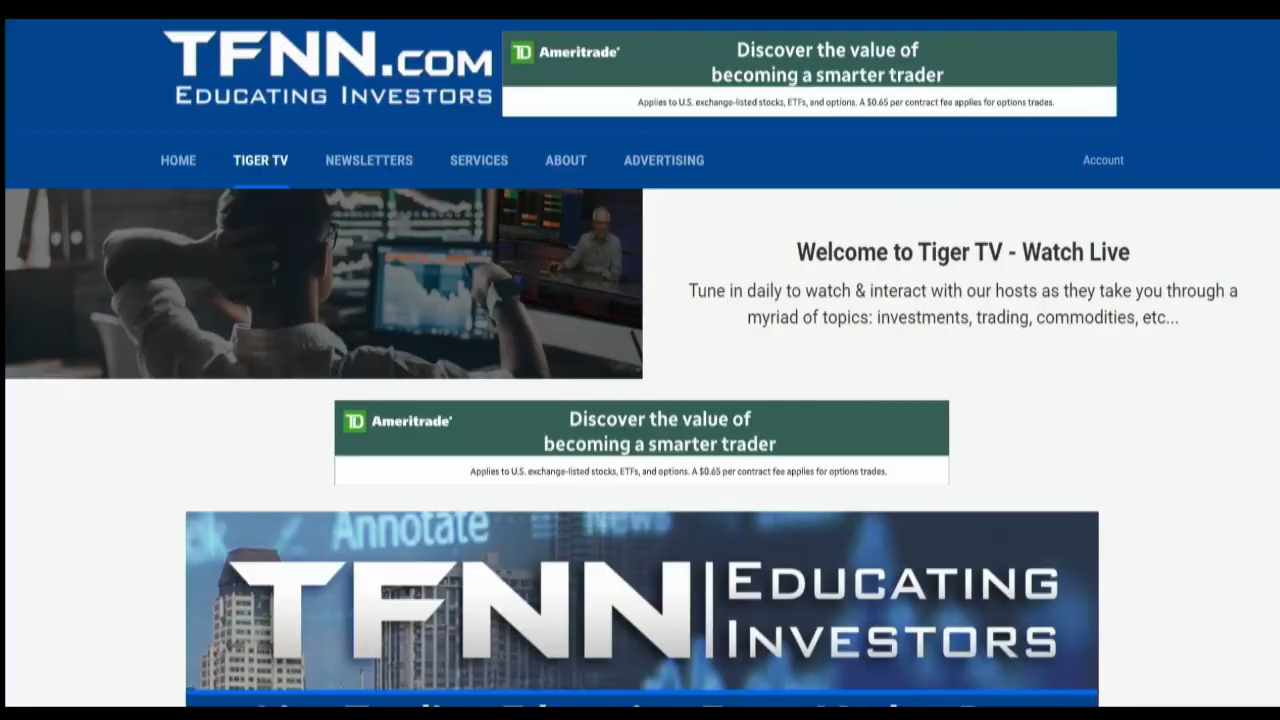 TFNN.COM
EDUCATING INVESTORS
TD Ameritrade
Discover the value of
becoming a smarter trader
Applies to U.S. exchange-listed stocks, ETFs, and options. A $0.65 per contract fee applies for options trades.
HOME TIGER TV NEWSLETTERS SERVICES ABOUT ADVERTISING Account
Welcome to Tiger TV - Watch Live
Tune in daily to watch & interact with our hosts as they take you through a
myriad of topics: investments, trading, commodities, etc...
TD Ameritrade
Discover the value of
becoming a smarter trader
Applies to U.S. exchange-listed stocks, ETFs, and options. A $0.65 per contract fee applies for options trades.
Annotate News
TFNN EDUCATING
INVESTORS